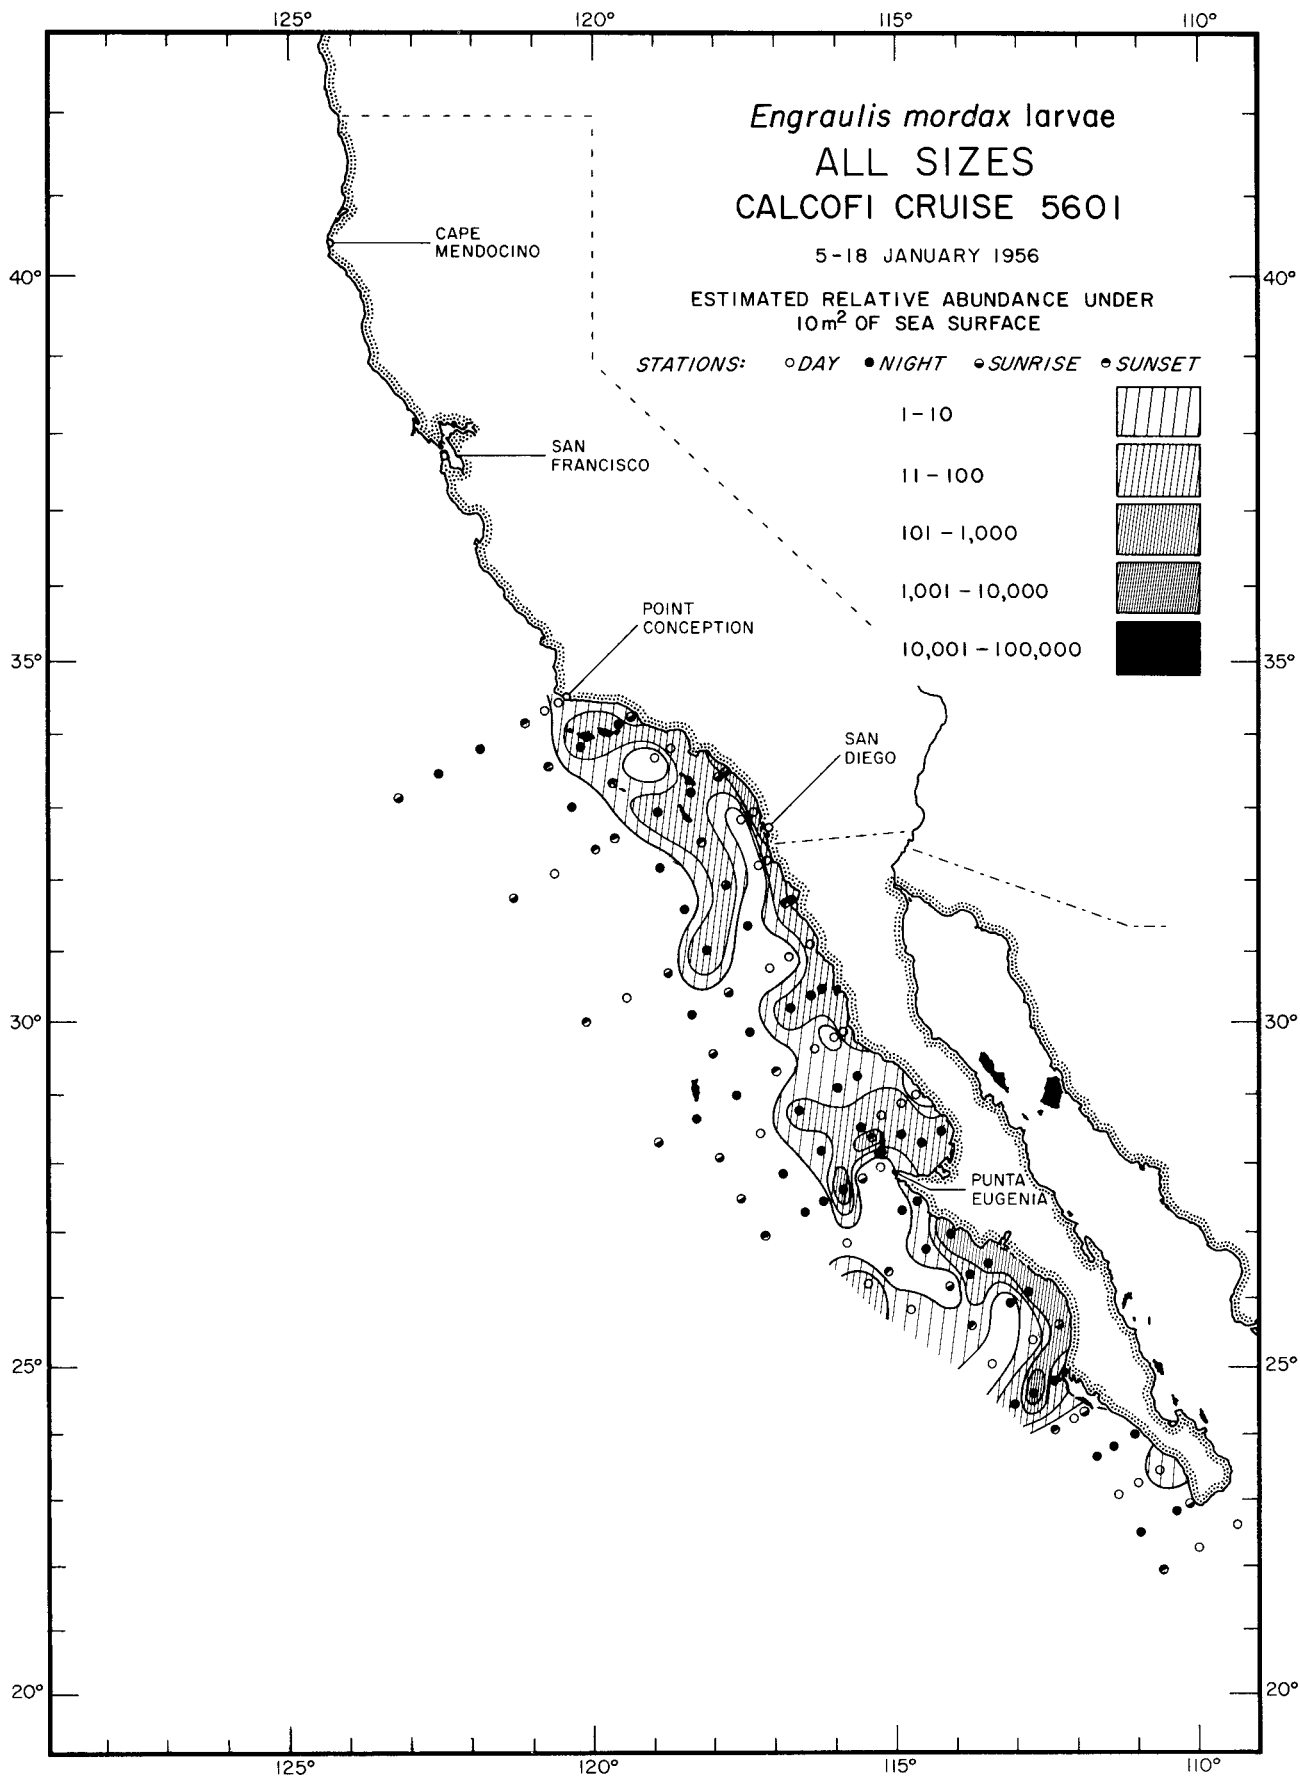 125° 120° 115° 110°
Engraulis mordax larvae
ALL SIZES
CALCOFI CRUISE 5601
5-18 JANUARY 1956
ESTIMATED RELATIVE ABUNDANCE UNDER
10m² OF SEA SURFACE
STATIONS: DAY NIGHT SUNRISE SUNSET
1-10
11-100
101-1,000
1,001-10,000
10,001-100,000
CAPE
MENDOCINO
40° 40°
SAN
FRANCISCO
POINT
CONCEPTION
35° 35°
SAN
DIEGO
30° 30°
PUNTA
EUGENIA
25° 25°
20° 20°
125° 120° 115° 110°